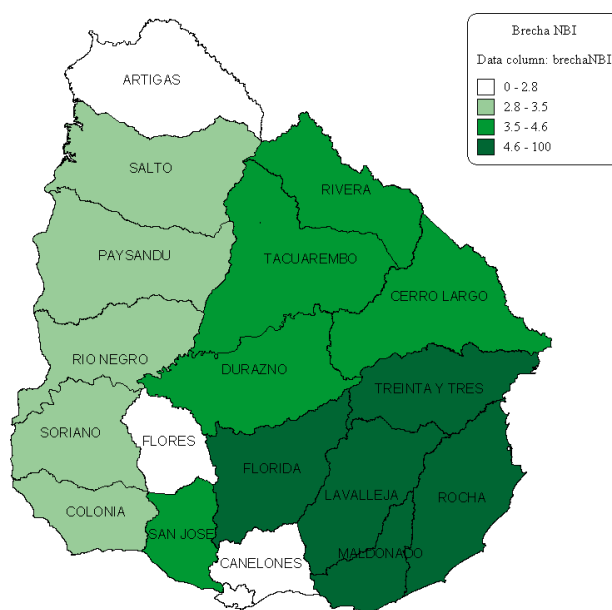 Brecha NBI
Data column: brechaNBI
0 - 2.8
2.8 - 3.5
3.5 - 4.6
4.6 - 100
ARTIGAS
SALTO
RIVERA
PAYSANDU
TACUAREMBO
CERRO LARGO
RIO NEGRO
DURAZNO
TREINTA Y TRES
SORIANO
FLORES
FLORIDA
LAVALLEJA
ROCHA
COLONIA
SAN JOSE
MALDONADO
CANELONES